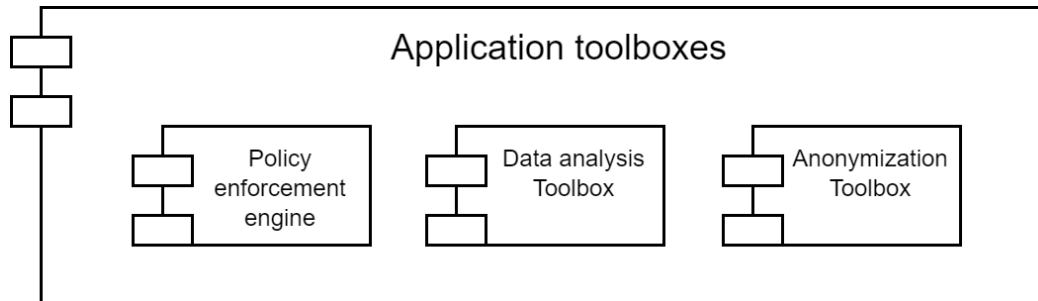 Application toolboxes
Policy
enforcement
engine
Data analysis
Toolbox
Anonymization
Toolbox